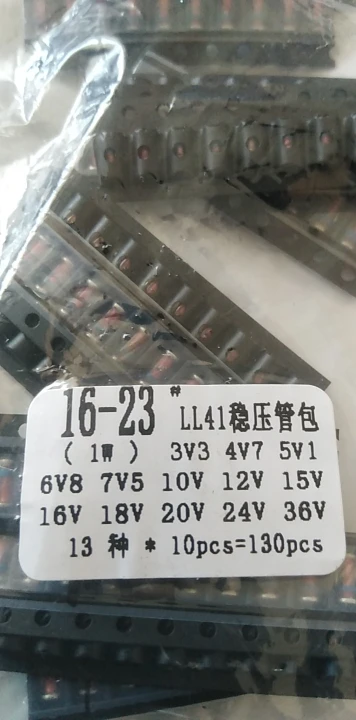 16-23# LL41稳压管包
( 1W ) 3V3 4V7 5V1
6V8 7V5 10V 12V 15V
16V 18V 20V 24V 36V
13 种 * 10pcs=130pcs